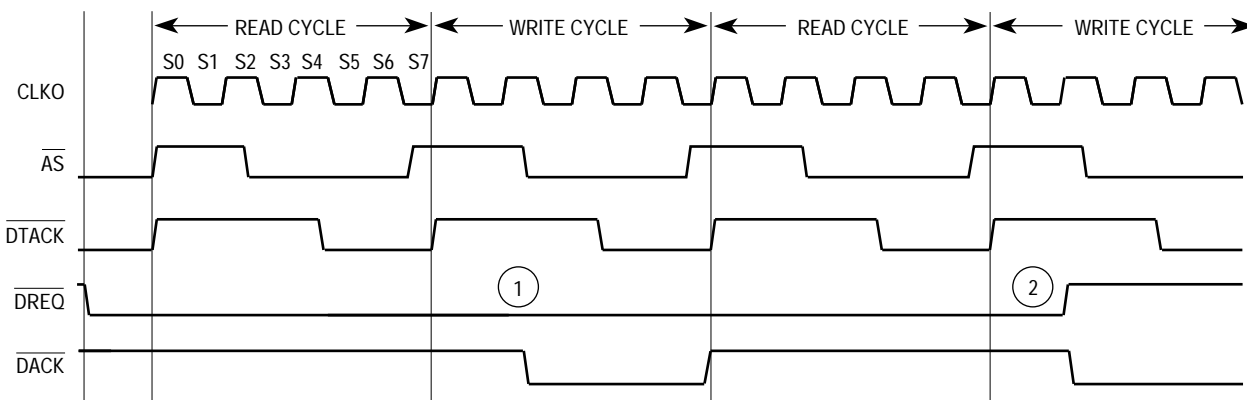 READ CYCLE WRITE CYCLE READ CYCLE WRITE CYCLE
S0 S1 S2 S3 S4 S5 S6 S7
CLKO
AS
DTACK
DREQ 1 2
DACK